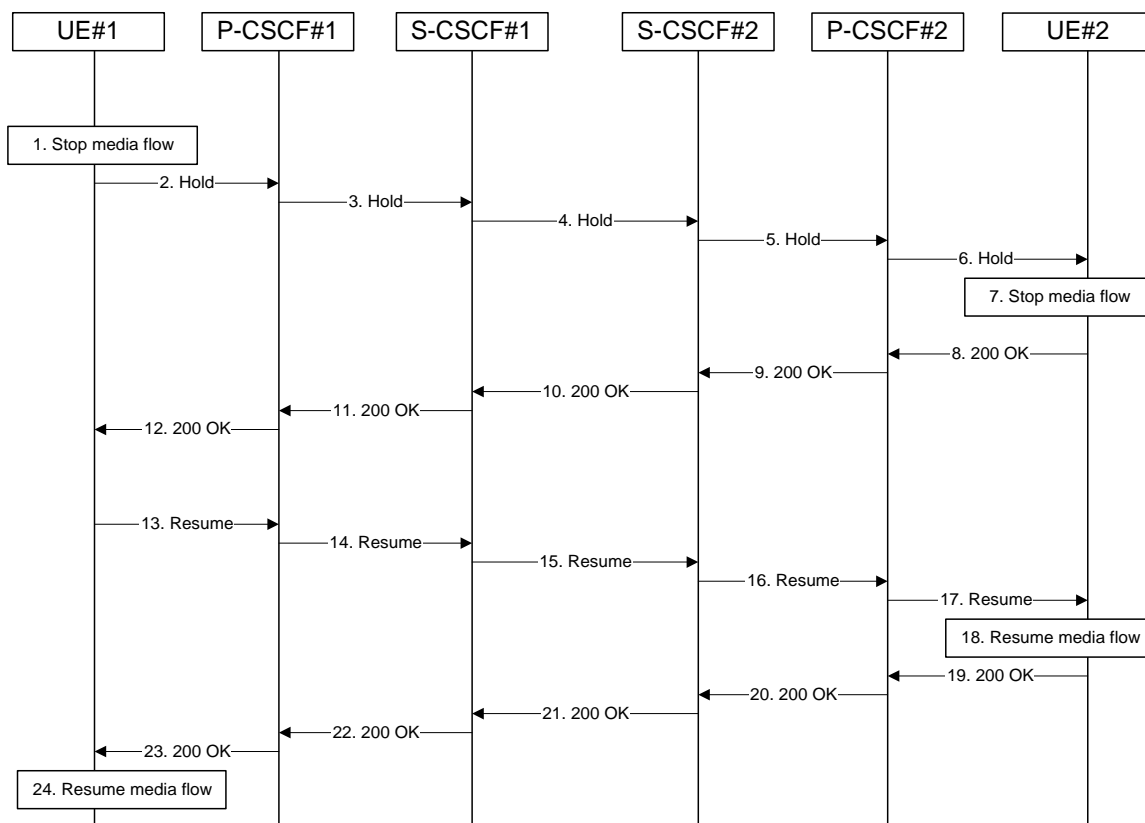 UE#1
P-CSCF#1
S-CSCF#1
S-CSCF#2
P-CSCF#2
UE#2
1. Stop media flow
2. Hold
3. Hold
4. Hold
5. Hold
6. Hold
7. Stop media flow
8. 200 OK
9. 200 OK
10. 200 OK
11. 200 OK
12. 200 OK
13. Resume
14. Resume
15. Resume
16. Resume
17. Resume
18. Resume media flow
19. 200 OK
20. 200 OK
21. 200 OK
22. 200 OK
23. 200 OK
24. Resume media flow